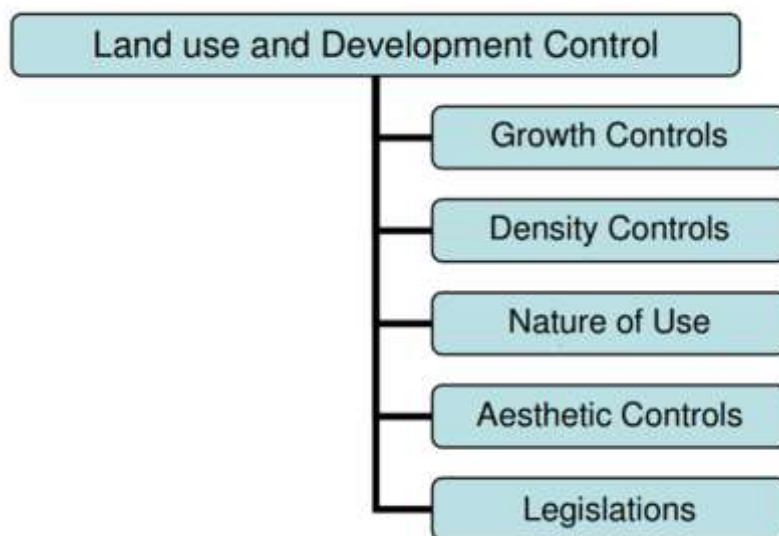 Land use and Development Control
Growth Controls
Density Controls
Nature of Use
Aesthetic Controls
Legislations